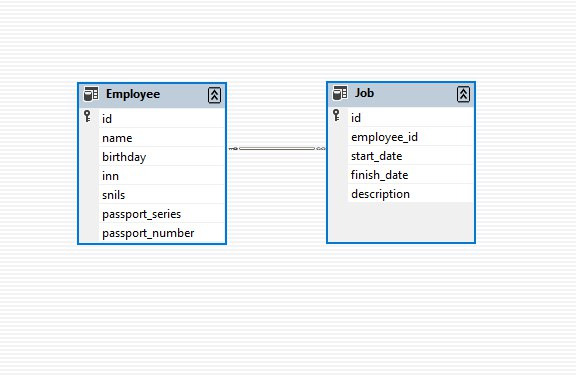 Employee
id
name
birthday
inn
snils
passport_series
passport_number
Job
id
employee_id
start_date
finish_date
description